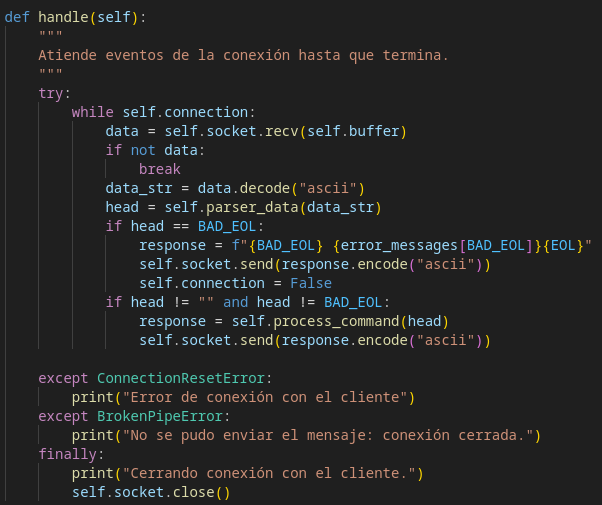 def handle(self):
    """
    Atiende eventos de la conexión hasta que termina.
    """
    try:
        while self.connection:
            data = self.socket.recv(self.buffer)
            if not data:
                break
            data_str = data.decode("ascii")
            head = self.parser_data(data_str)
            if head == BAD_EOL:
                response = f"{BAD_EOL} {error_messages[BAD_EOL]}{EOL}"
                self.socket.send(response.encode("ascii"))
                self.connection = False
            if head != "" and head != BAD_EOL:
                response = self.process_command(head)
                self.socket.send(response.encode("ascii"))

    except ConnectionResetError:
        print("Error de conexión con el cliente")
    except BrokenPipeError:
        print("No se pudo enviar el mensaje: conexión cerrada.")
    finally:
        print("Cerrando conexión con el cliente.")
        self.socket.close()